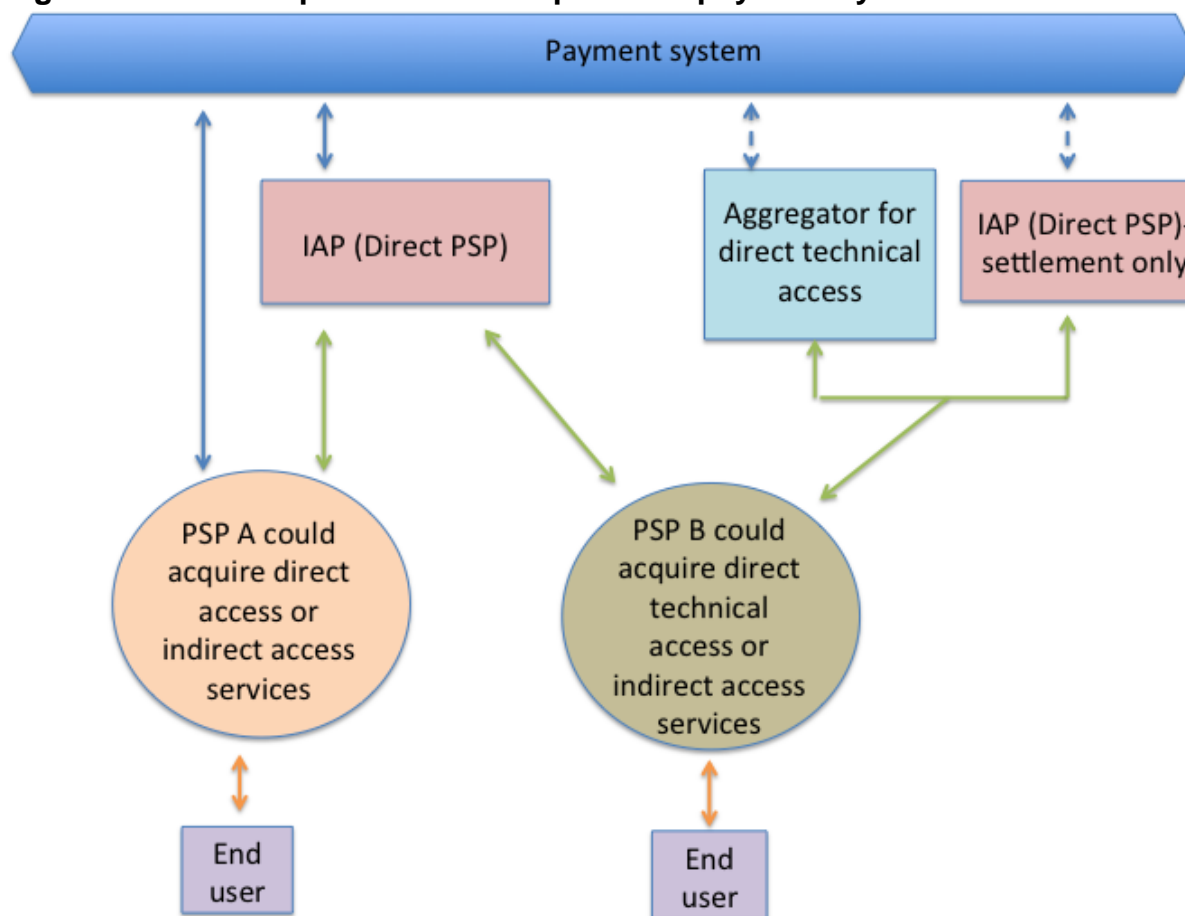 Payment system
IAP (Direct PSP)
Aggregator for
direct technical
access
IAP (Direct PSP)-
settlement only
PSP A could
acquire direct
access or
indirect access
services
PSP B could
acquire direct
technical
access or
indirect access
services
End
user
End
user